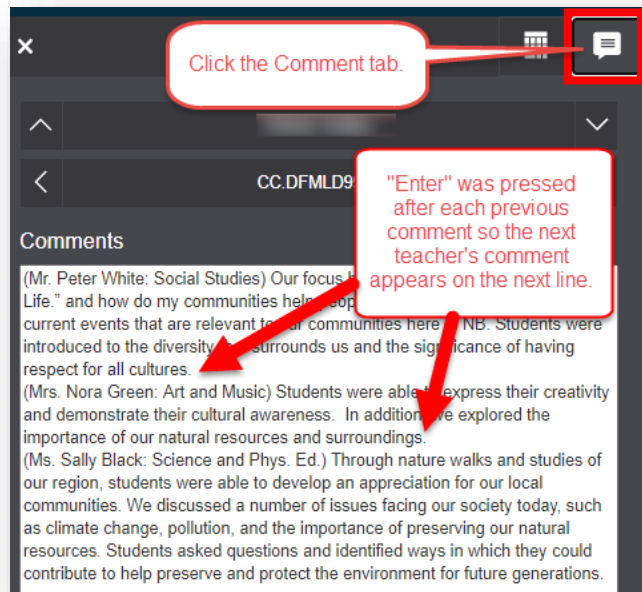 Click the Comment tab.
CC.DFMLD9
"Enter" was pressed
after each previous
comment so the next
teacher's comment
appears on the next line.
Comments
(Mr. Peter White: Social Studies) Our focus
Life." and how do my communities help
current events that are relevant to communities here NB. Students were
introduced to the diversity surrounds us and the significance of having
respect for all cultures.
(Mrs. Nora Green: Art and Music) Students were able to express their creativity
and demonstrate their cultural awareness. In addition we explored the
importance of our natural resources and surroundings.
(Ms. Sally Black: Science and Phys. Ed.) Through nature walks and studies of
our region, students were able to develop an appreciation for our local
communities. We discussed a number of issues facing our society today, such
as climate change, pollution, and the importance of preserving our natural
resources. Students asked questions and identified ways in which they could
contribute to help preserve and protect the environment for future generations.